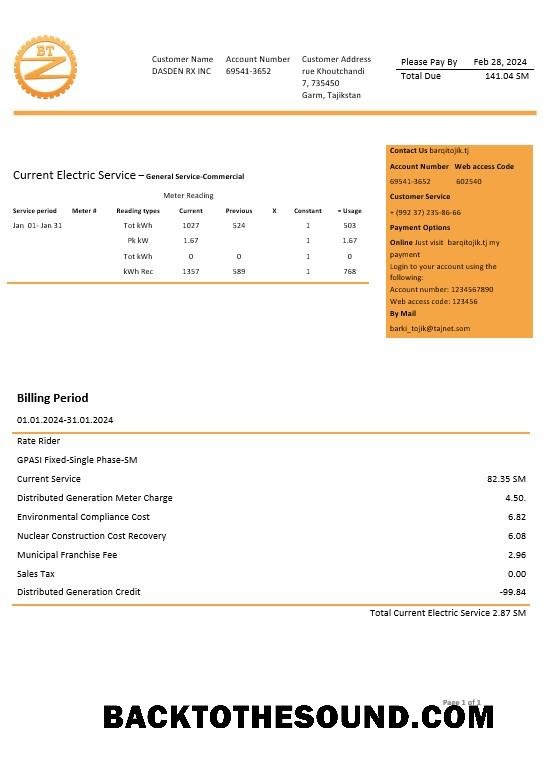 BT
Customer Name Account Number Customer Address
DASDEN RX INC 69541-3652 rue Khoutchandi
7, 735450
Garm, Tajikstan
Please Pay By Feb 28, 2024
Total Due 141.04 SM
Contact Us barqitojik.tj
Account Number Web access Code
69541-3652 602540
Customer Service
+ (992 37) 235-86-66
Payment Options
Online Just visit barqitojik.tj my
payment
Login to your account using the
following:
Account number: 1234567890
Web access code: 123456
By Mail
barki_tojik@tajnet.som
Current Electric Service – General Service-Commercial
Meter Reading
Service period Meter # Reading types Current Previous X Constant = Usage
Jan 01- Jan 31 Tot kWh 1027 524 1 503
Pk kW 1.67 1 1.67
Tot kWh 0 0 1 0
kWh Rec 1357 589 1 768
Billing Period
01.01.2024-31.01.2024
Rate Rider
GPASI Fixed-Single Phase-SM
Current Service 82.35 SM
Distributed Generation Meter Charge 4.50.
Environmental Compliance Cost 6.82
Nuclear Construction Cost Recovery 6.08
Municipal Franchise Fee 2.96
Sales Tax 0.00
Distributed Generation Credit -99.84
Total Current Electric Service 2.87 SM
Page 1 of 1
BACKTOTHESOUND.COM